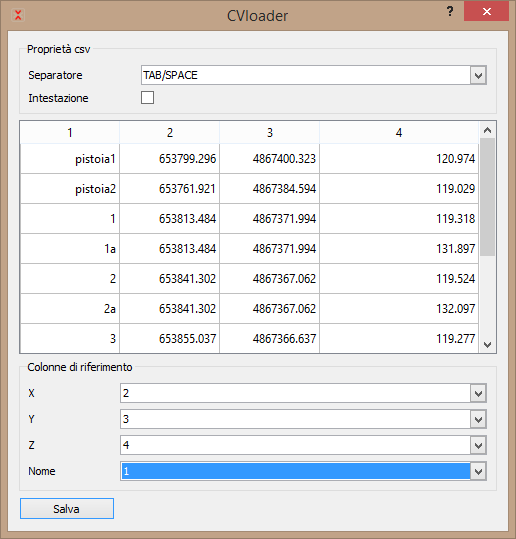 CVloader
?
Proprietà csv
Separatore TAB/SPACE
Intestazione
1 2 3 4
pistoia1 653799.296 4867400.323 120.974
pistoia2 653761.921 4867384.594 119.029
1 653813.484 4867371.994 119.318
1a 653813.484 4867371.994 131.897
2 653841.302 4867367.062 119.524
2a 653841.302 4867367.062 132.097
3 653855.037 4867366.637 119.277
Colonne di riferimento
X 2
Y 3
Z 4
Nome 1
Salva